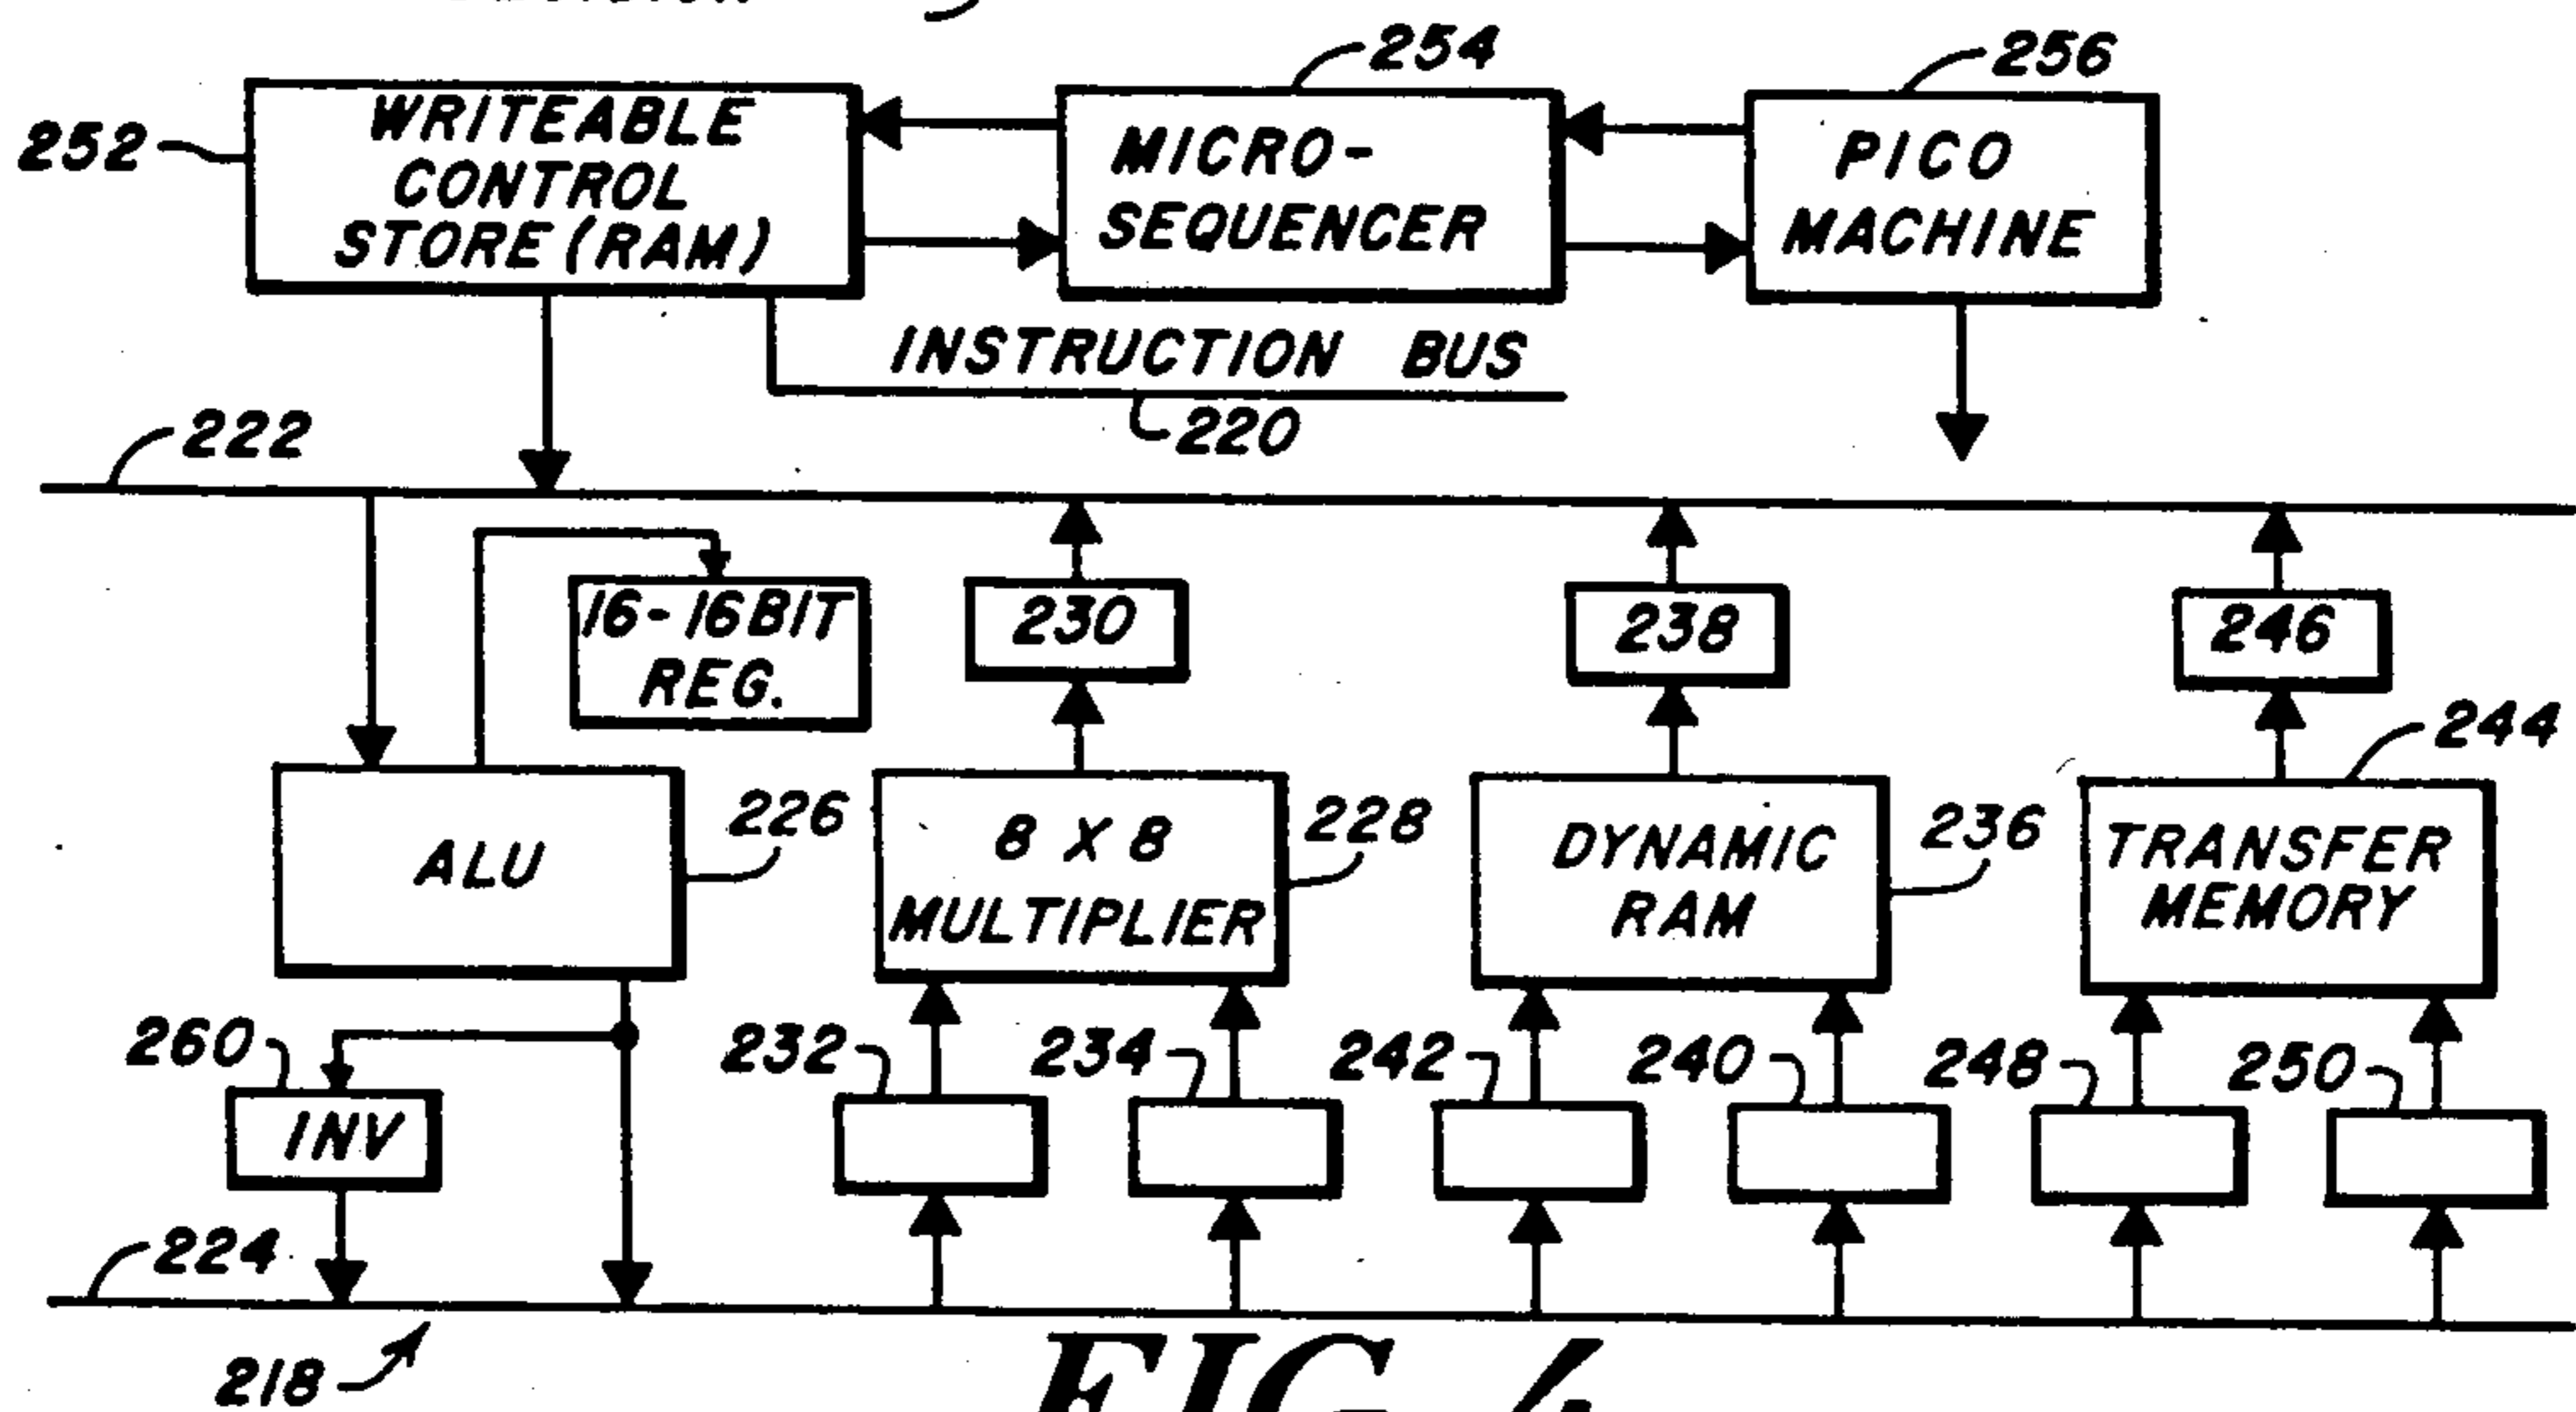 254
256
252
WRITEABLE
CONTROL
STORE (RAM)
MICRO-
SEQUENCER
PICO
MACHINE
INSTRUCTION BUS
220
222
16-16BIT
REG.
230
238
246
244
ALU
226
8 X 8
MULTIPLIER
228
DYNAMIC
RAM
236
TRANSFER
MEMORY
260
INV
232
234
242
240
248
250
224
218
FIG. 4